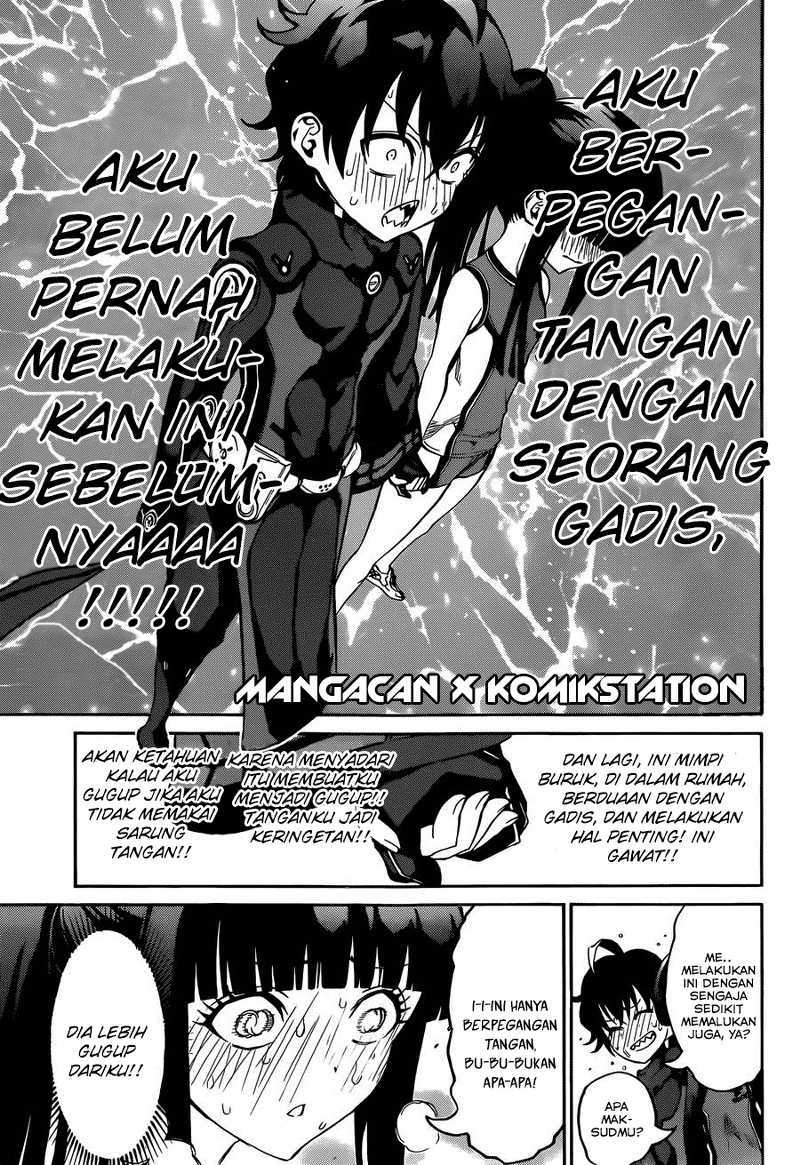 AKU
BER-
PEGAN-
GAN
TANGAN
DENGAN
SEORANG
GADIS,
AKU
BELUM
PERNAH
MELAKU-
KAN INI
SEBELUM-
NYAAAA
!!!!!
MANGACAN X KOMIKSTATION
DAN LAGI, INI MIMPI
BURUK, DI DALAM RUMAH,
BERDUAAN DENGAN
GADIS, DAN MELAKUKAN
HAL PENTING! INI
GAWAT!!
KARENA MENYADARI
ITU MEMBUATKU
MENJADI GUGUP!!
TANGANKU JADI
KERINGETAN!!
AKAN KETAHUAN
KALAU AKU
GUGUP JIKA AKU
TIDAK MEMAKAI
SARUNG
TANGAN!!
ME..
MELAKUKAN
INI DENGAN
SENGAJA
SEDIKIT
MEMALUKAN
JUGA, YA?
APA
MAK-
SUDMU?
I-I-INI HANYA
BERPEGANGAN
TANGAN,
BU-BU-BUKAN
APA-APA!
DIA LEBIH
GUGUP
DARIKU!